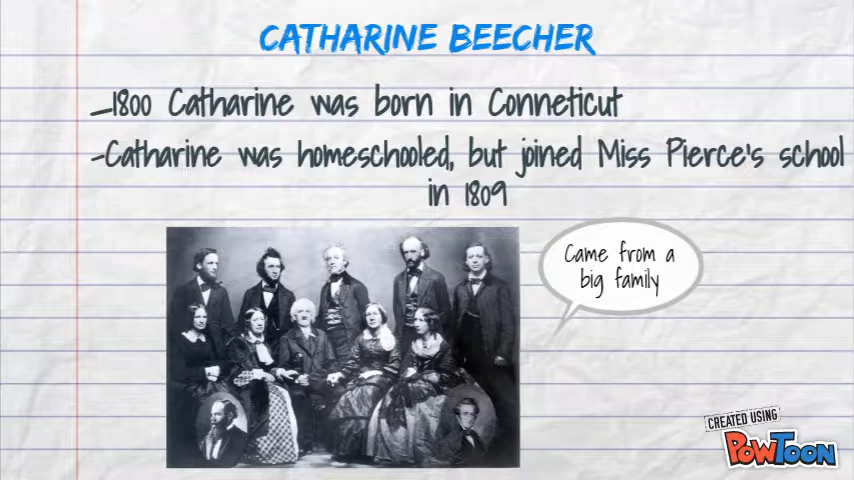 CATHARINE BEECHER
-1800 Catharine was born in Conneticut
-Catharine was homeschooled, but joined Miss Pierce's school
in 1809
Came from a
big family
CREATED USING
POWTOON